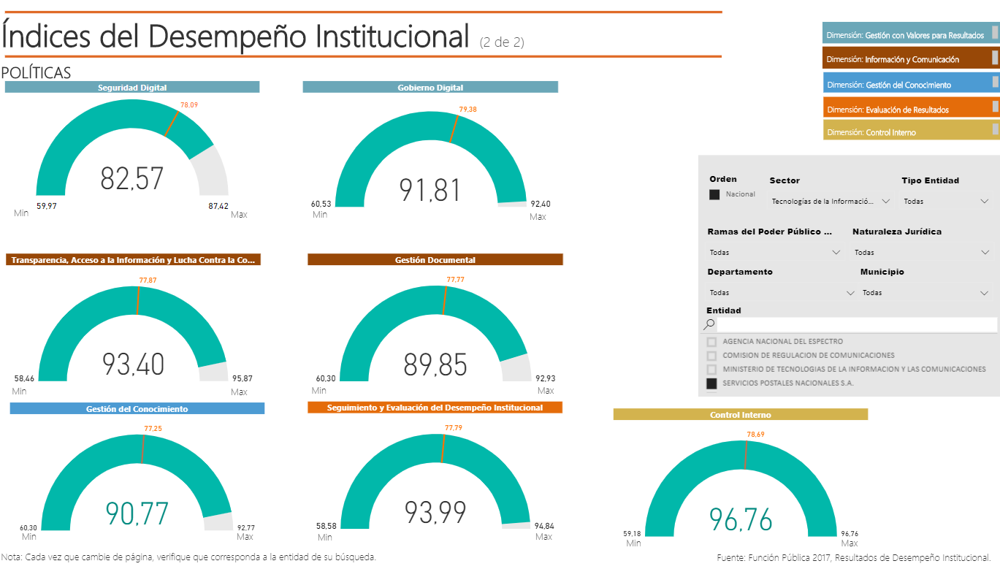 Índices del Desempeño Institucional (2 de 2)
POLÍTICAS
Dimensión: Gestión con Valores para Resultados
Dimensión: Información y Comunicación
Dimensión: Gestión del Conocimiento
Dimensión: Evaluación de Resultados
Dimensión: Control Interno
Seguridad Digital
78,09
82,57
59,97
87,42
Min
Max
Gobierno Digital
79,38
91,81
60,53
92,40
Min
Max
Orden
Nacional
Sector
Tecnologías de la Informació...
Tipo Entidad
Todas
Ramas del Poder Público ...
Todas
Naturaleza Jurídica
Todas
Departamento
Todas
Municipio
Todas
Entidad
AGENCIA NACIONAL DEL ESPECTRO
COMISION DE REGULACION DE COMUNICACIONES
MINISTERIO DE TECNOLOGIAS DE LA INFORMACION Y LAS COMUNICACIONES
SERVICIOS POSTALES NACIONALES S.A.
Transparencia, Acceso a la Información y Lucha Contra la Co...
77,87
93,40
58,46
95,87
Min
Max
Gestión Documental
77,77
89,85
60,30
92,93
Min
Max
Gestión del Conocimiento
77,25
90,77
60,30
92,77
Min
Max
Seguimiento y Evaluación del Desempeño Institucional
77,79
93,99
58,58
94,84
Min
Max
Control Interno
78,69
96,76
59,18
96,76
Min
Max
Nota: Cada vez que cambie de página, verifique que corresponda a la entidad de su búsqueda.
Fuente: Función Pública 2017, Resultados de Desempeño Institucional.